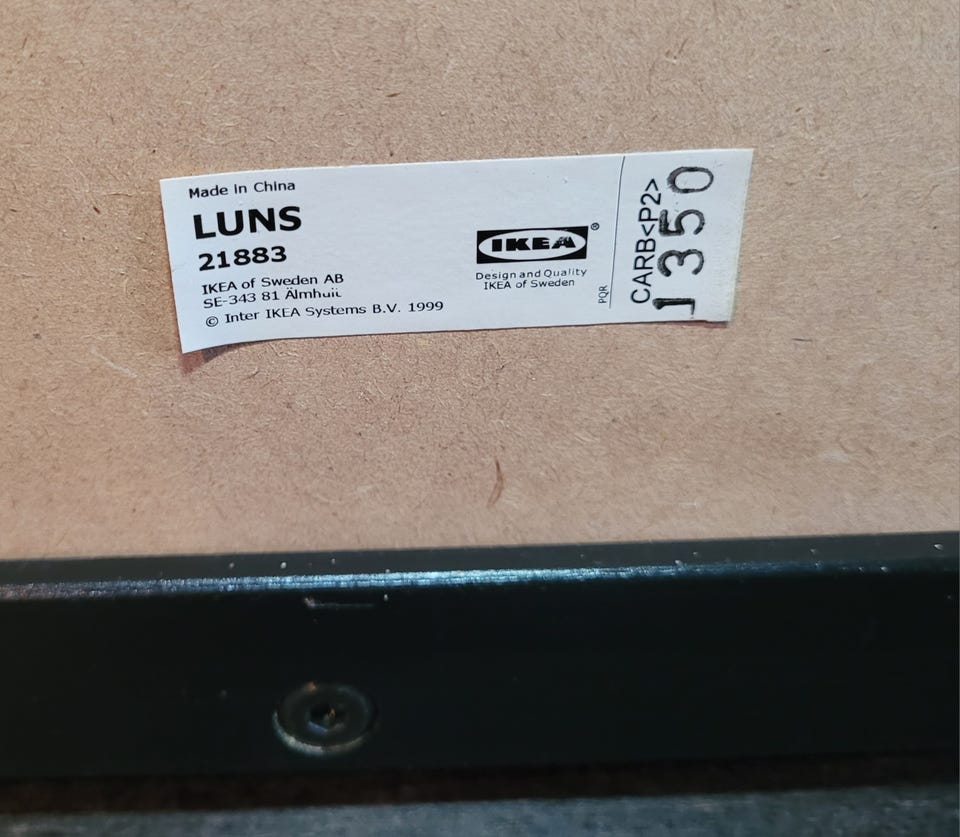 Made in China
LUNS
21883
IKEA of Sweden AB
SE-343 81 Älmhult
© Inter IKEA Systems B.V. 1999
IKEA®
Design and Quality
IKEA of Sweden
PQR
CARB<P2>
1350